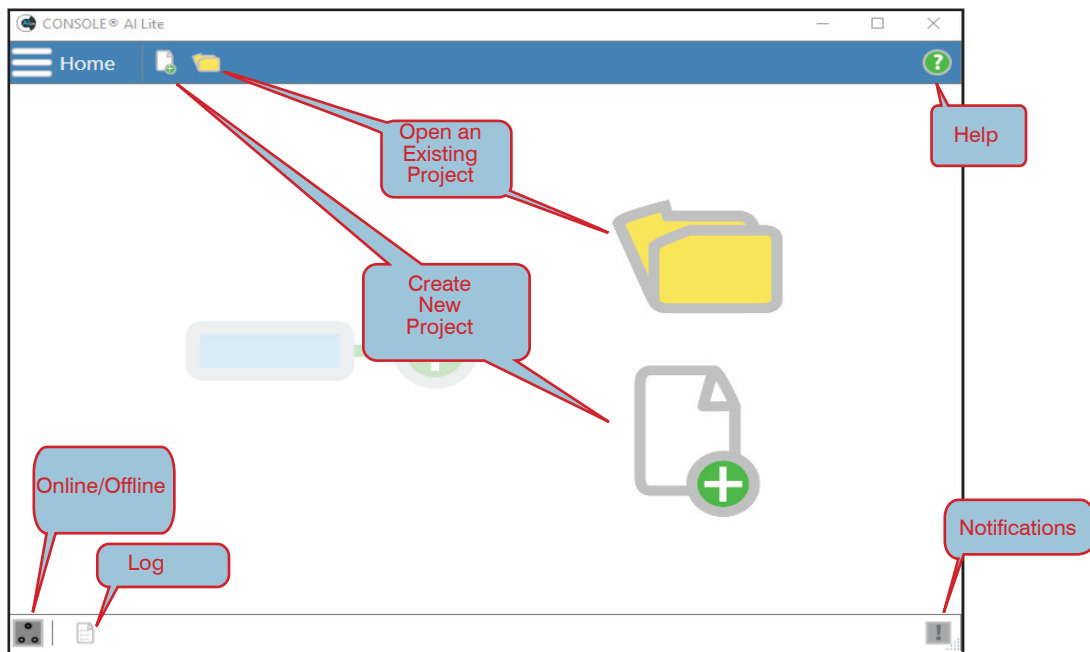 CONSOLE® AI Lite
Home
?
Open an
Existing
Project
Help
Create
New
Project
Online/Offline
Log
Notifications
!